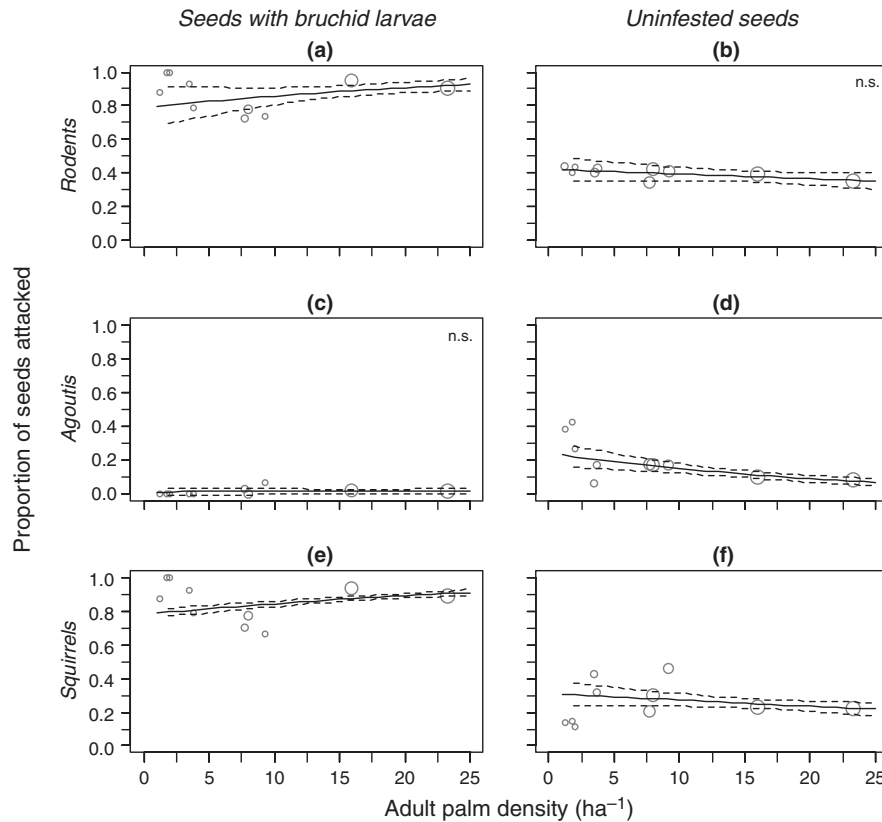 Seeds with bruchid larvae
Uninfested seeds
(a)
(b)
1.0
0.8
0.6
0.4
0.2
0.0
Rodents
n.s.
(c)
(d)
1.0
0.8
0.6
0.4
0.2
0.0
Agoutis
n.s.
Proportion of seeds attacked
(e)
(f)
1.0
0.8
0.6
0.4
0.2
0.0
Squirrels
0 5 10 15 20 25
0 5 10 15 20 25
Adult palm density (ha⁻¹)